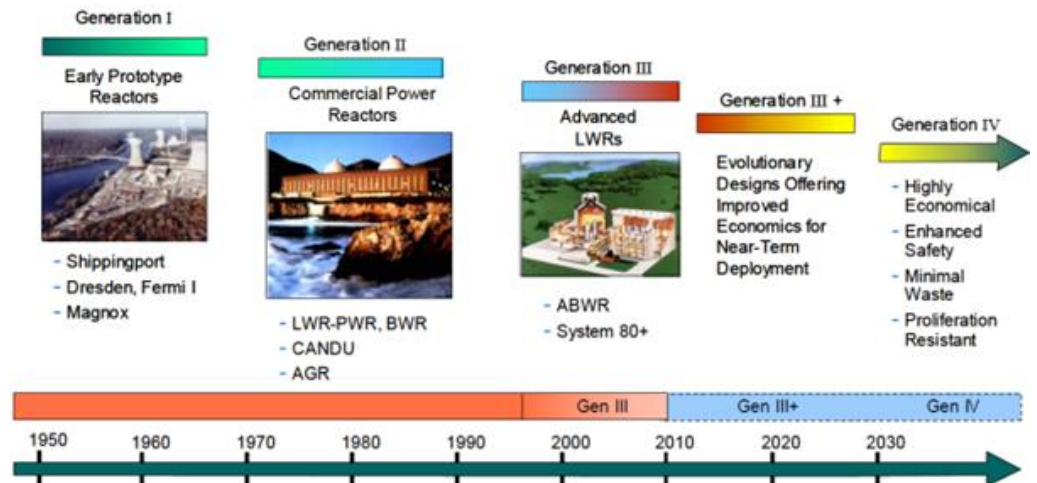 Generation I
Early Prototype
Reactors
- Shippingport
- Dresden, Fermi I
- Magnox
Generation II
Commercial Power
Reactors
- LWR-PWR, BWR
- CANDU
- AGR
Generation III
Advanced
LWRs
- ABWR
- System 80+
Generation III +
Evolutionary
Designs Offering
Improved
Economics for
Near-Term
Deployment
Generation IV
- Highly
Economical
- Enhanced
Safety
- Minimal
Waste
- Proliferation
Resistant
Gen III
Gen III+
Gen IV
1950
1960
1970
1980
1990
2000
2010
2020
2030